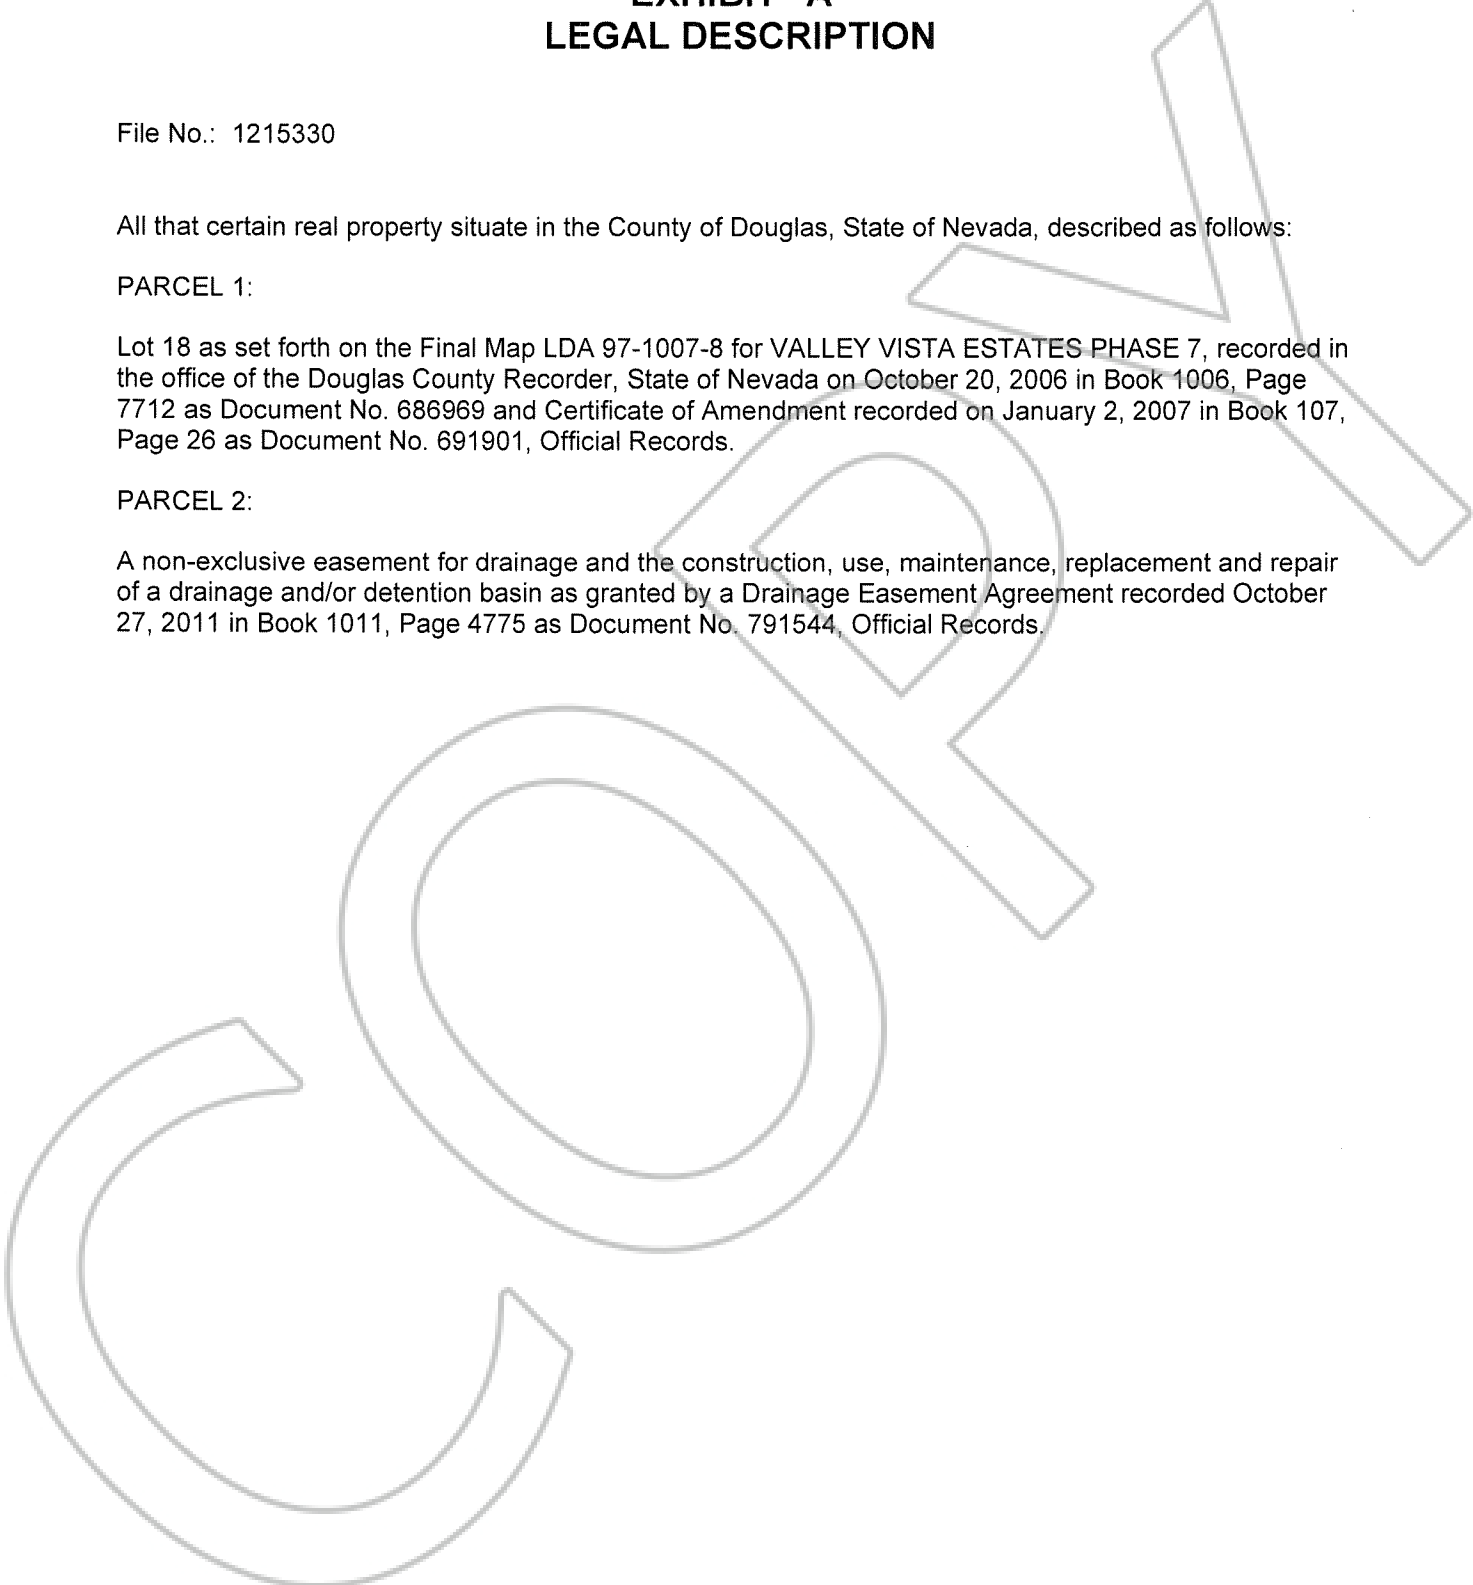 EXHIBIT "A"
LEGAL DESCRIPTION
File No.: 1215330
All that certain real property situate in the County of Douglas, State of Nevada, described as follows:
PARCEL 1:
Lot 18 as set forth on the Final Map LDA 97-1007-8 for VALLEY VISTA ESTATES PHASE 7, recorded in
the office of the Douglas County Recorder, State of Nevada on October 20, 2006 in Book 1006, Page
7712 as Document No. 686969 and Certificate of Amendment recorded on January 2, 2007 in Book 107,
Page 26 as Document No. 691901, Official Records.
PARCEL 2:
A non-exclusive easement for drainage and the construction, use, maintenance, replacement and repair
of a drainage and/or detention basin as granted by a Drainage Easement Agreement recorded October
27, 2011 in Book 1011, Page 4775 as Document No. 791544, Official Records.
COPY